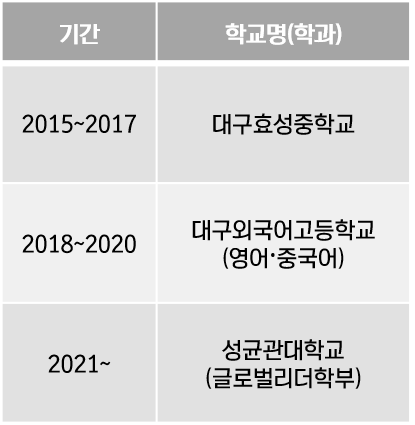 기간 학교명(학과)
2015~2017 대구효성중학교
2018~2020 대구외국어고등학교
(영어·중국어)
2021~ 성균관대학교
(글로벌리더학부)